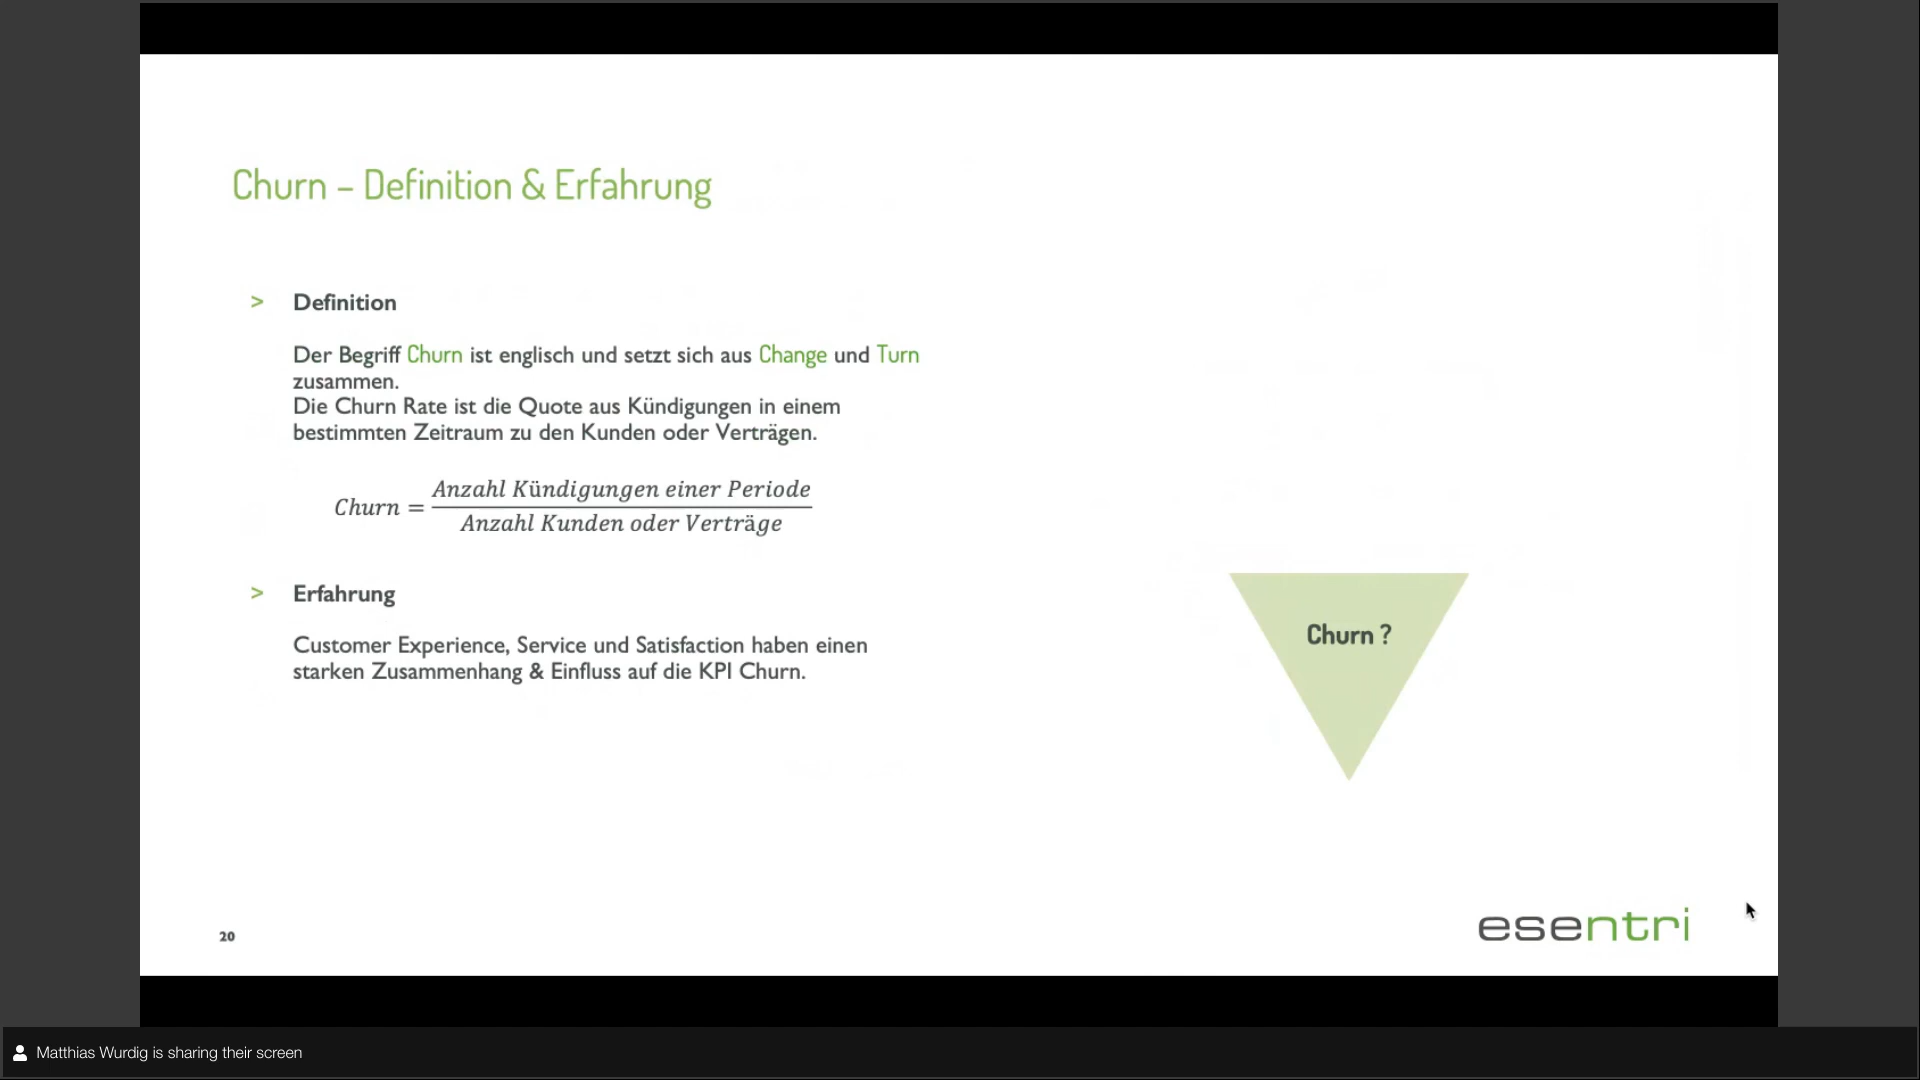 Churn – Definition & Erfahrung
> Definition
Der Begriff Churn ist englisch und setzt sich aus Change und Turn
zusammen.
Die Churn Rate ist die Quote aus Kündigungen in einem
bestimmten Zeitraum zu den Kunden oder Verträgen.
Churn = Anzahl Kündigungen einer Periode
Anzahl Kunden oder Verträge
> Erfahrung
Customer Experience, Service und Satisfaction haben einen
starken Zusammenhang & Einfluss auf die KPI Churn.
Churn ?
20
esentri
Matthias Wurdig is sharing their screen